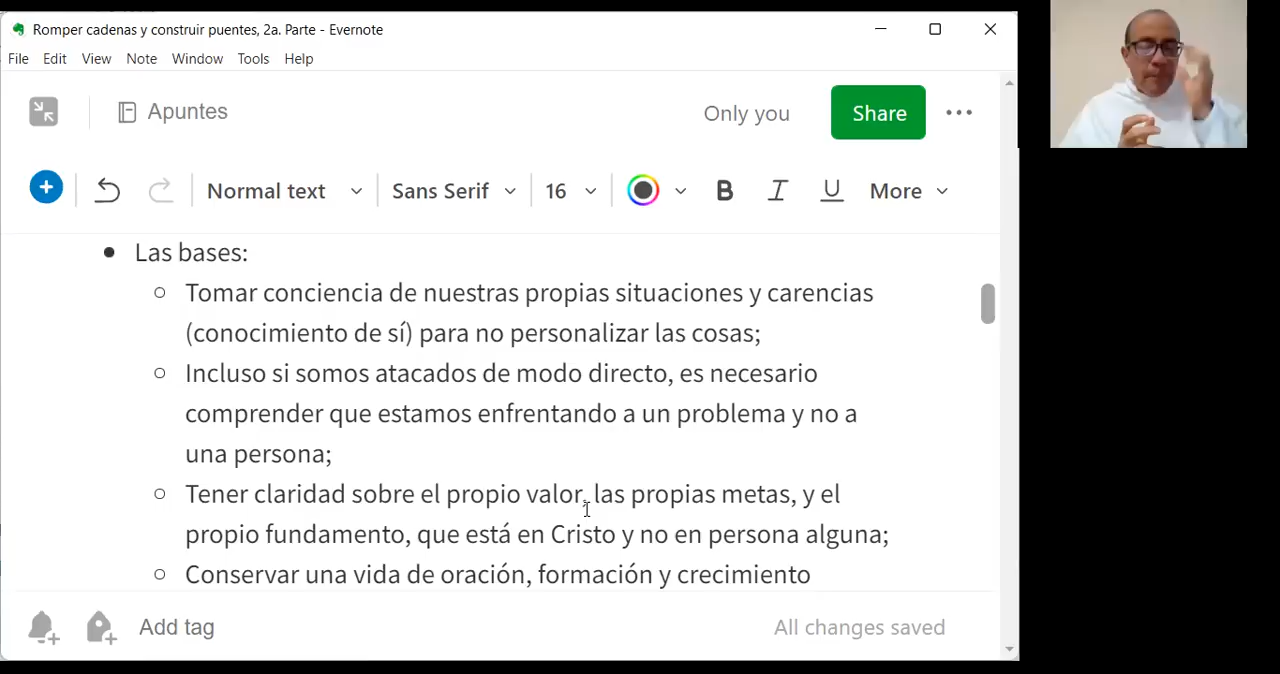 Romper cadenas y construir puentes, 2a. Parte - Evernote
File Edit View Note Window Tools Help
Apuntes
Only you
Share
Normal text
Sans Serif
16
B I U More
Las bases:
Tomar conciencia de nuestras propias situaciones y carencias
(conocimiento de sí) para no personalizar las cosas;
Incluso si somos atacados de modo directo, es necesario
comprender que estamos enfrentando a un problema y no a
una persona;
Tener claridad sobre el propio valor, las propias metas, y el
propio fundamento, que está en Cristo y no en persona alguna;
Conservar una vida de oración, formación y crecimiento
Add tag
All changes saved